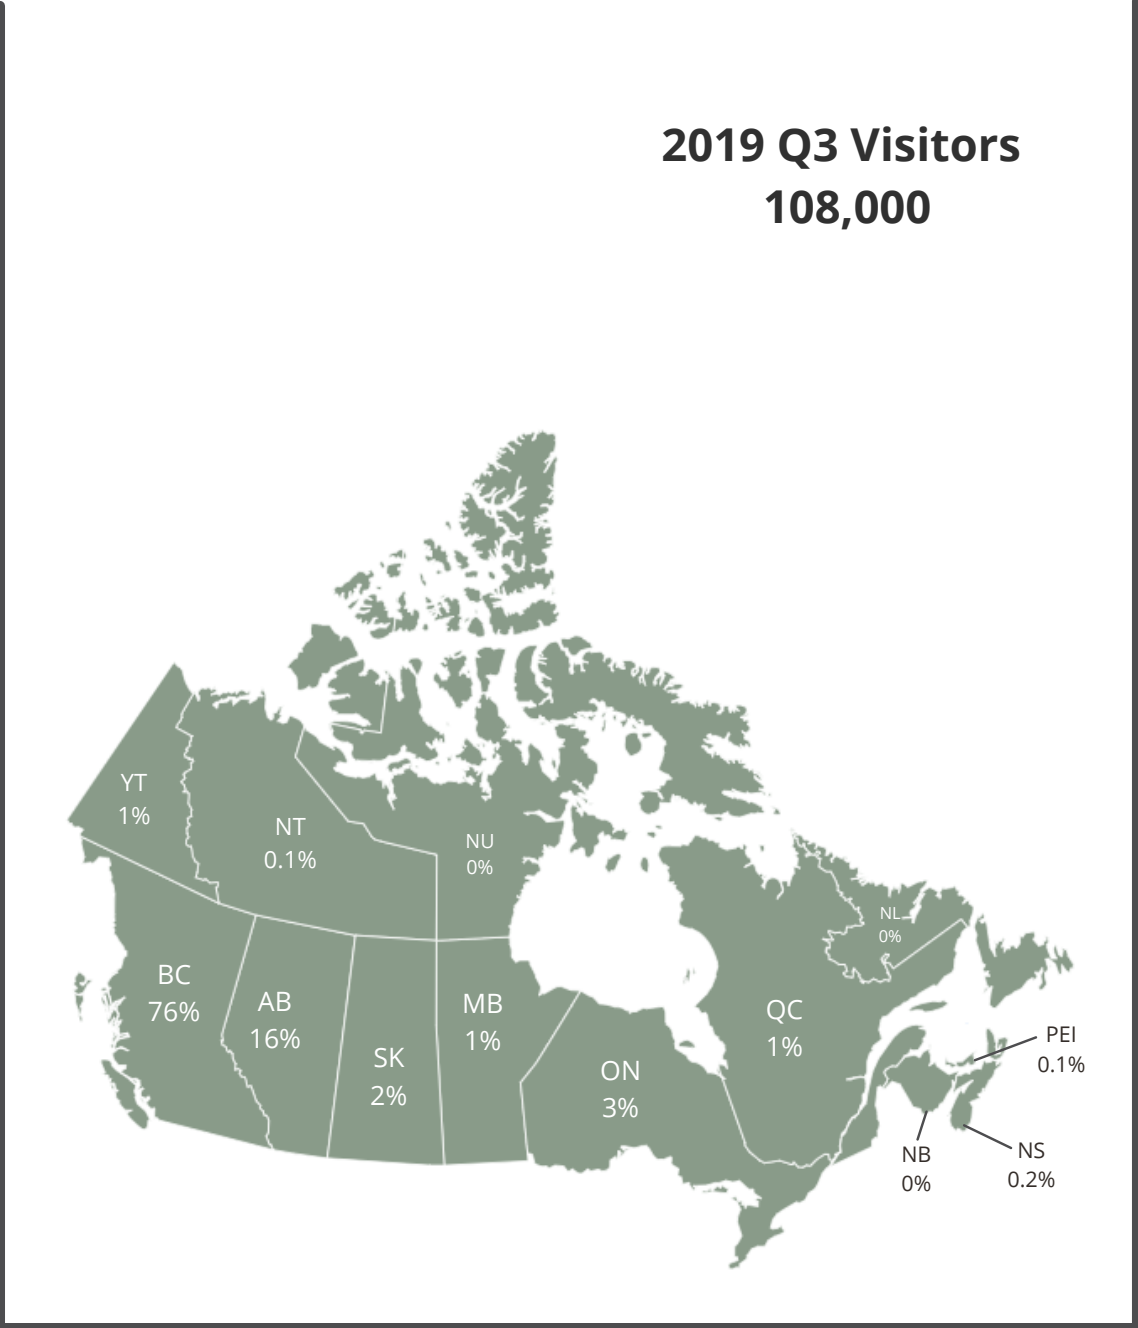 2019 Q3 Visitors
108,000
YT
1%
NT
0.1%
NU
0%
NL
0%
BC
76%
AB
16%
SK
2%
MB
1%
ON
3%
QC
1%
PEI
0.1%
NB
0%
NS
0.2%